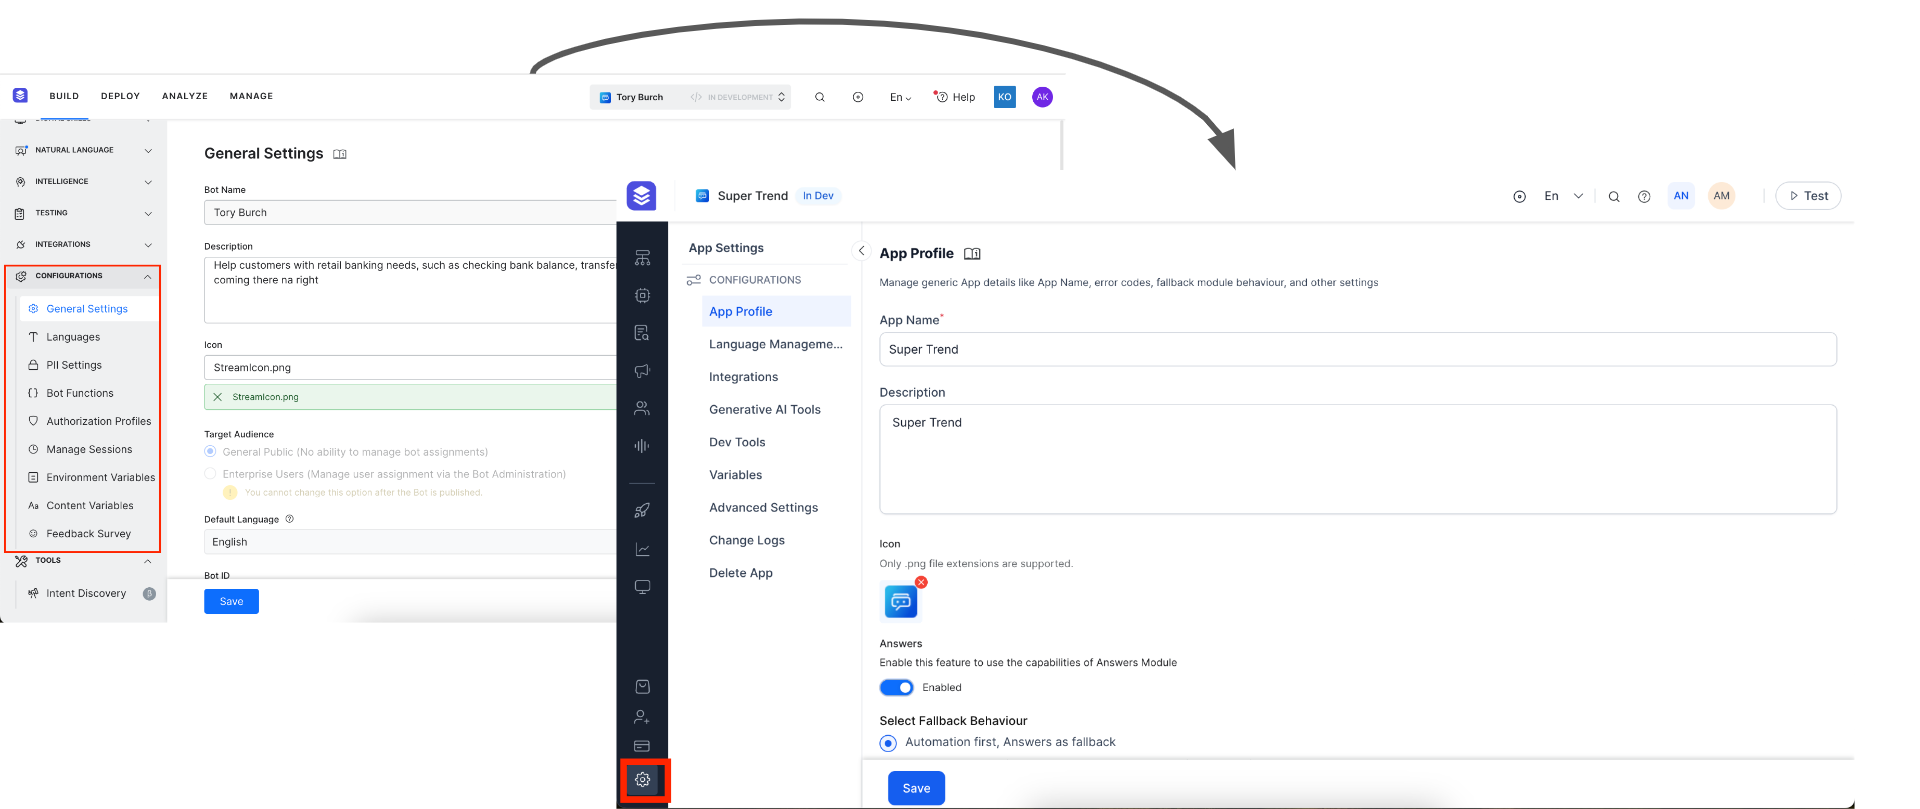 BUILD DEPLOY ANALYZE MANAGE
Tory Burch </> IN DEVELOPMENT
En
Help
KO
AK
NATURAL LANGUAGE
INTELLIGENCE
TESTING
INTEGRATIONS
CONFIGURATIONS
General Settings
Languages
PII Settings
Bot Functions
Authorization Profiles
Manage Sessions
Environment Variables
Aa Content Variables
Feedback Survey
TOOLS
Intent Discovery β
General Settings
Bot Name
Tory Burch
Description
Help customers with retail banking needs, such as checking bank balance, transfe
coming there na right
Icon
StreamIcon.png
StreamIcon.png
Target Audience
General Public (No ability to manage bot assignments)
Enterprise Users (Manage user assignment via the Bot Administration)
You cannot change this option after the Bot is published.
Default Language
English
Bot ID
Save
Super Trend In Dev
En
AN
AM
Test
App Settings
CONFIGURATIONS
App Profile
Language Manageme...
Integrations
Generative AI Tools
Dev Tools
Variables
Advanced Settings
Change Logs
Delete App
App Profile
Manage generic App details like App Name, error codes, fallback module behaviour, and other settings
App Name*
Super Trend
Description
Super Trend
Icon
Only .png file extensions are supported.
Answers
Enable this feature to use the capabilities of Answers Module
Enabled
Select Fallback Behaviour
Automation first, Answers as fallback
Save